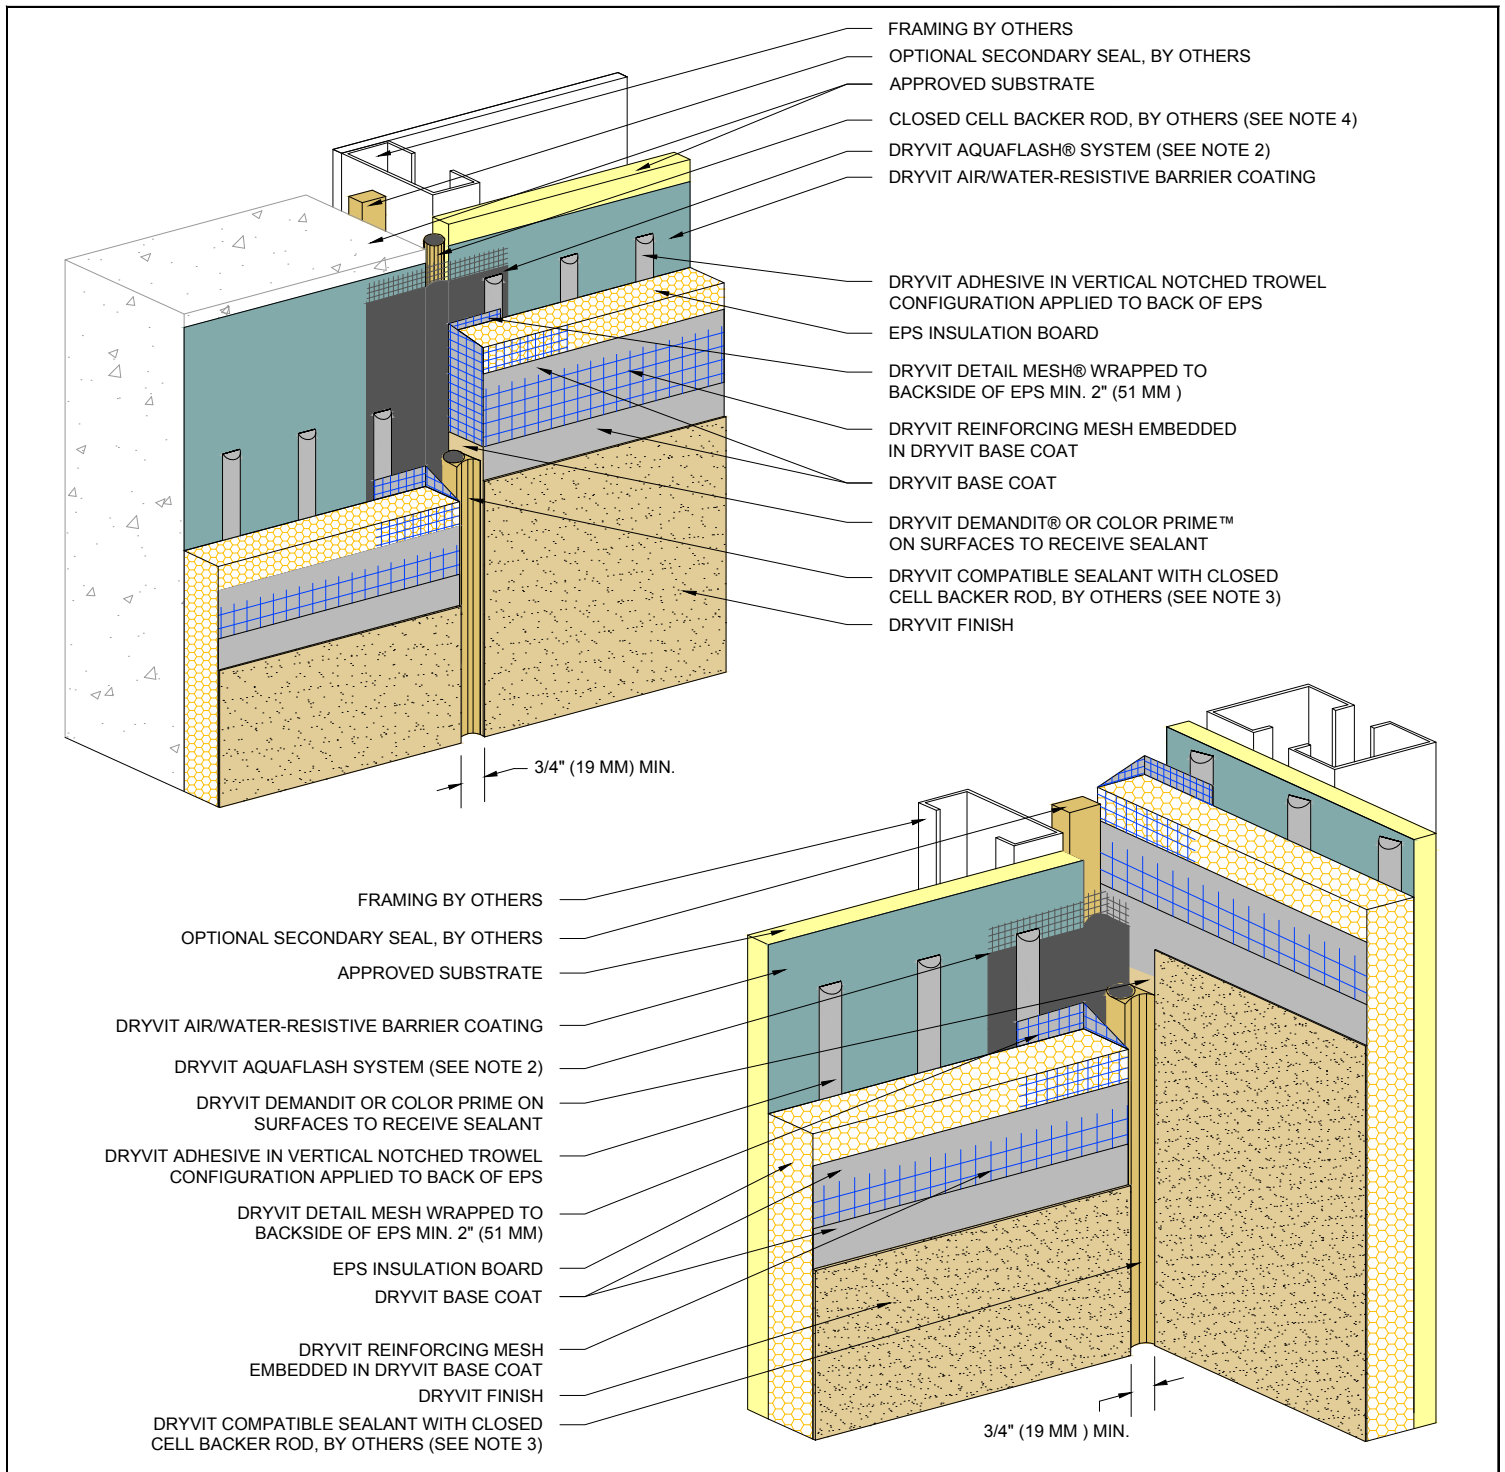 FRAMING BY OTHERS
OPTIONAL SECONDARY SEAL, BY OTHERS
APPROVED SUBSTRATE
CLOSED CELL BACKER ROD, BY OTHERS (SEE NOTE 4)
DRYVIT AQUAFLASH® SYSTEM (SEE NOTE 2)
DRYVIT AIR/WATER-RESISTIVE BARRIER COATING
DRYVIT ADHESIVE IN VERTICAL NOTCHED TROWEL
CONFIGURATION APPLIED TO BACK OF EPS
EPS INSULATION BOARD
DRYVIT DETAIL MESH® WRAPPED TO
BACKSIDE OF EPS MIN. 2" (51 MM )
DRYVIT REINFORCING MESH EMBEDDED
IN DRYVIT BASE COAT
DRYVIT BASE COAT
DRYVIT DEMANDIT® OR COLOR PRIME™
ON SURFACES TO RECEIVE SEALANT
DRYVIT COMPATIBLE SEALANT WITH CLOSED
CELL BACKER ROD, BY OTHERS (SEE NOTE 3)
DRYVIT FINISH
3/4" (19 MM) MIN.
FRAMING BY OTHERS
OPTIONAL SECONDARY SEAL, BY OTHERS
APPROVED SUBSTRATE
DRYVIT AIR/WATER-RESISTIVE BARRIER COATING
DRYVIT AQUAFLASH SYSTEM (SEE NOTE 2)
DRYVIT DEMANDIT OR COLOR PRIME ON
SURFACES TO RECEIVE SEALANT
DRYVIT ADHESIVE IN VERTICAL NOTCHED TROWEL
CONFIGURATION APPLIED TO BACK OF EPS
DRYVIT DETAIL MESH WRAPPED TO
BACKSIDE OF EPS MIN. 2" (51 MM)
EPS INSULATION BOARD
DRYVIT BASE COAT
DRYVIT REINFORCING MESH
EMBEDDED IN DRYVIT BASE COAT
DRYVIT FINISH
DRYVIT COMPATIBLE SEALANT WITH CLOSED
CELL BACKER ROD, BY OTHERS (SEE NOTE 3)
3/4" (19 MM ) MIN.